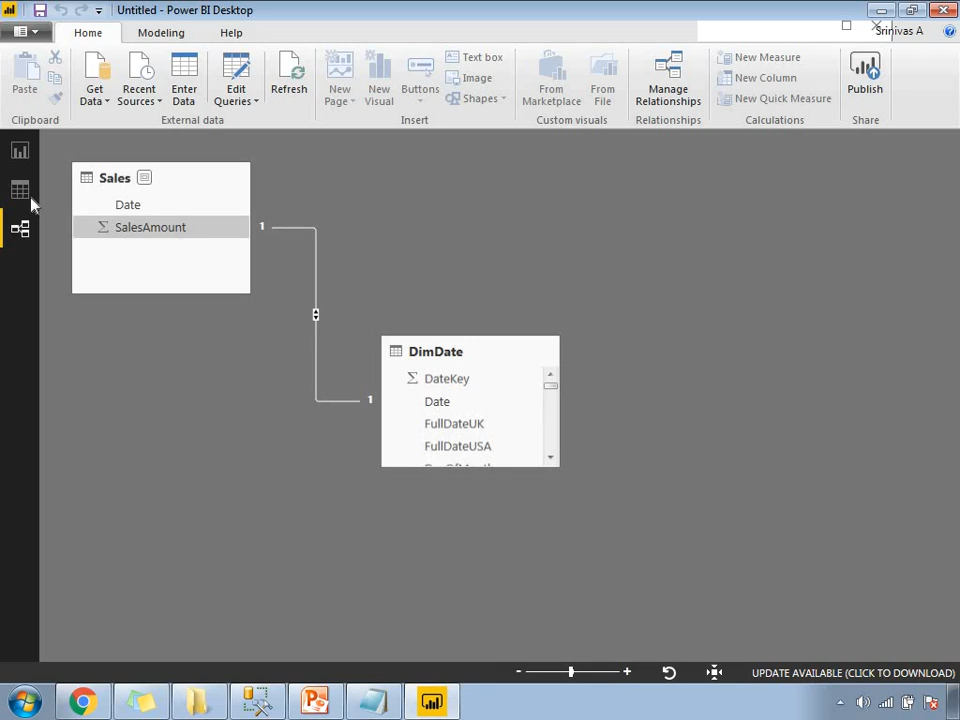 Untitled - Power BI Desktop
Home Modeling Help
Srinivas A
Paste
Get Data
Recent Sources
Enter Data
Edit Queries
Refresh
New Page
New Visual
Buttons
Text box
Image
Shapes
From Marketplace
From File
Manage Relationships
New Measure
New Column
New Quick Measure
Publish
Clipboard External data Insert Custom visuals Relationships Calculations Share
Sales
Date
SalesAmount
1
1
DimDate
DateKey
Date
FullDateUK
FullDateUSA
UPDATE AVAILABLE (CLICK TO DOWNLOAD)